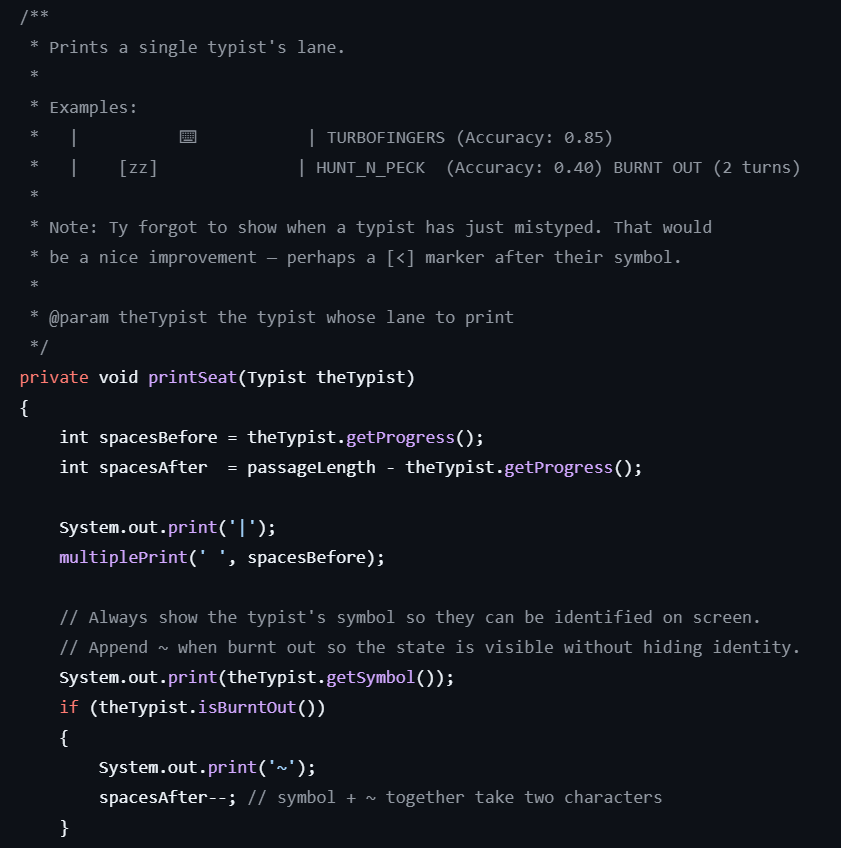 /**
 * Prints a single typist's lane.
 *
 * Examples:
 *   |          ⌨           | TURBOFINGERS (Accuracy: 0.85)
 *   |    [zz]              | HUNT_N_PECK  (Accuracy: 0.40) BURNT OUT (2 turns)
 *
 * Note: Ty forgot to show when a typist has just mistyped. That would
 * be a nice improvement — perhaps a [<] marker after their symbol.
 *
 * @param theTypist the typist whose lane to print
 */
private void printSeat(Typist theTypist)
{
    int spacesBefore = theTypist.getProgress();
    int spacesAfter  = passageLength - theTypist.getProgress();

    System.out.print('|');
    multiplePrint(' ', spacesBefore);

    // Always show the typist's symbol so they can be identified on screen.
    // Append ~ when burnt out so the state is visible without hiding identity.
    System.out.print(theTypist.getSymbol());
    if (theTypist.isBurntOut())
    {
        System.out.print('~');
        spacesAfter--; // symbol + ~ together take two characters
    }